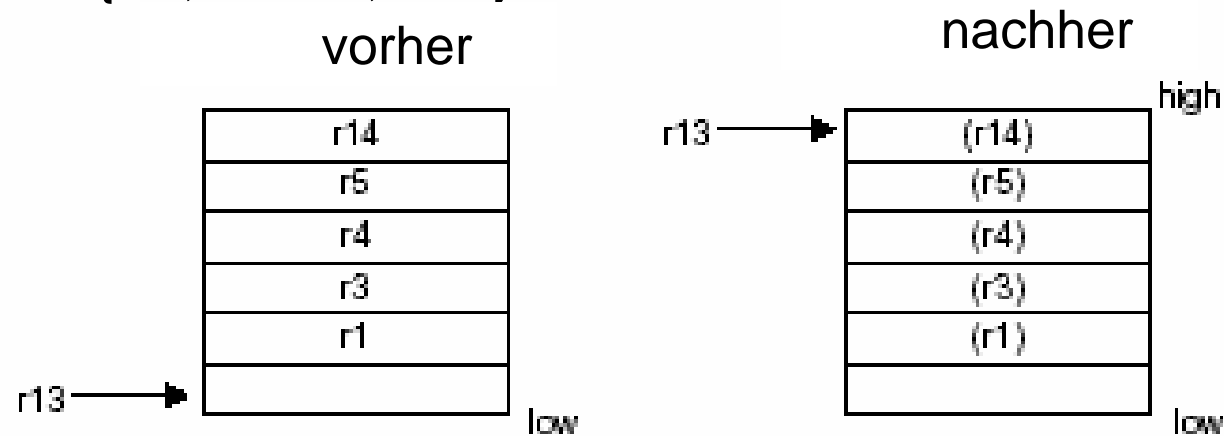 vorher
nachher
high
r14
r5
r4
r3
r1
r13
low
r13
(r14)
(r5)
(r4)
(r3)
(r1)
low